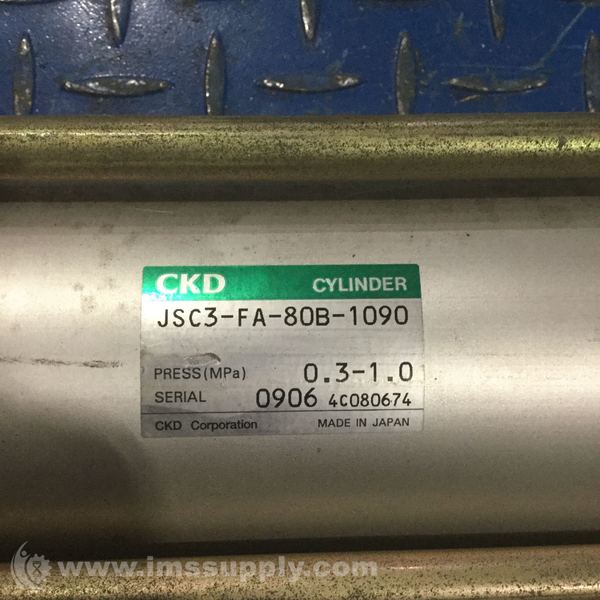 CKD CYLINDER
JSC3-FA-80B-1090
PRESS(MPa) 0.3-1.0
SERIAL 0906 4C080674
CKD Corporation MADE IN JAPAN
www.imssupply.com